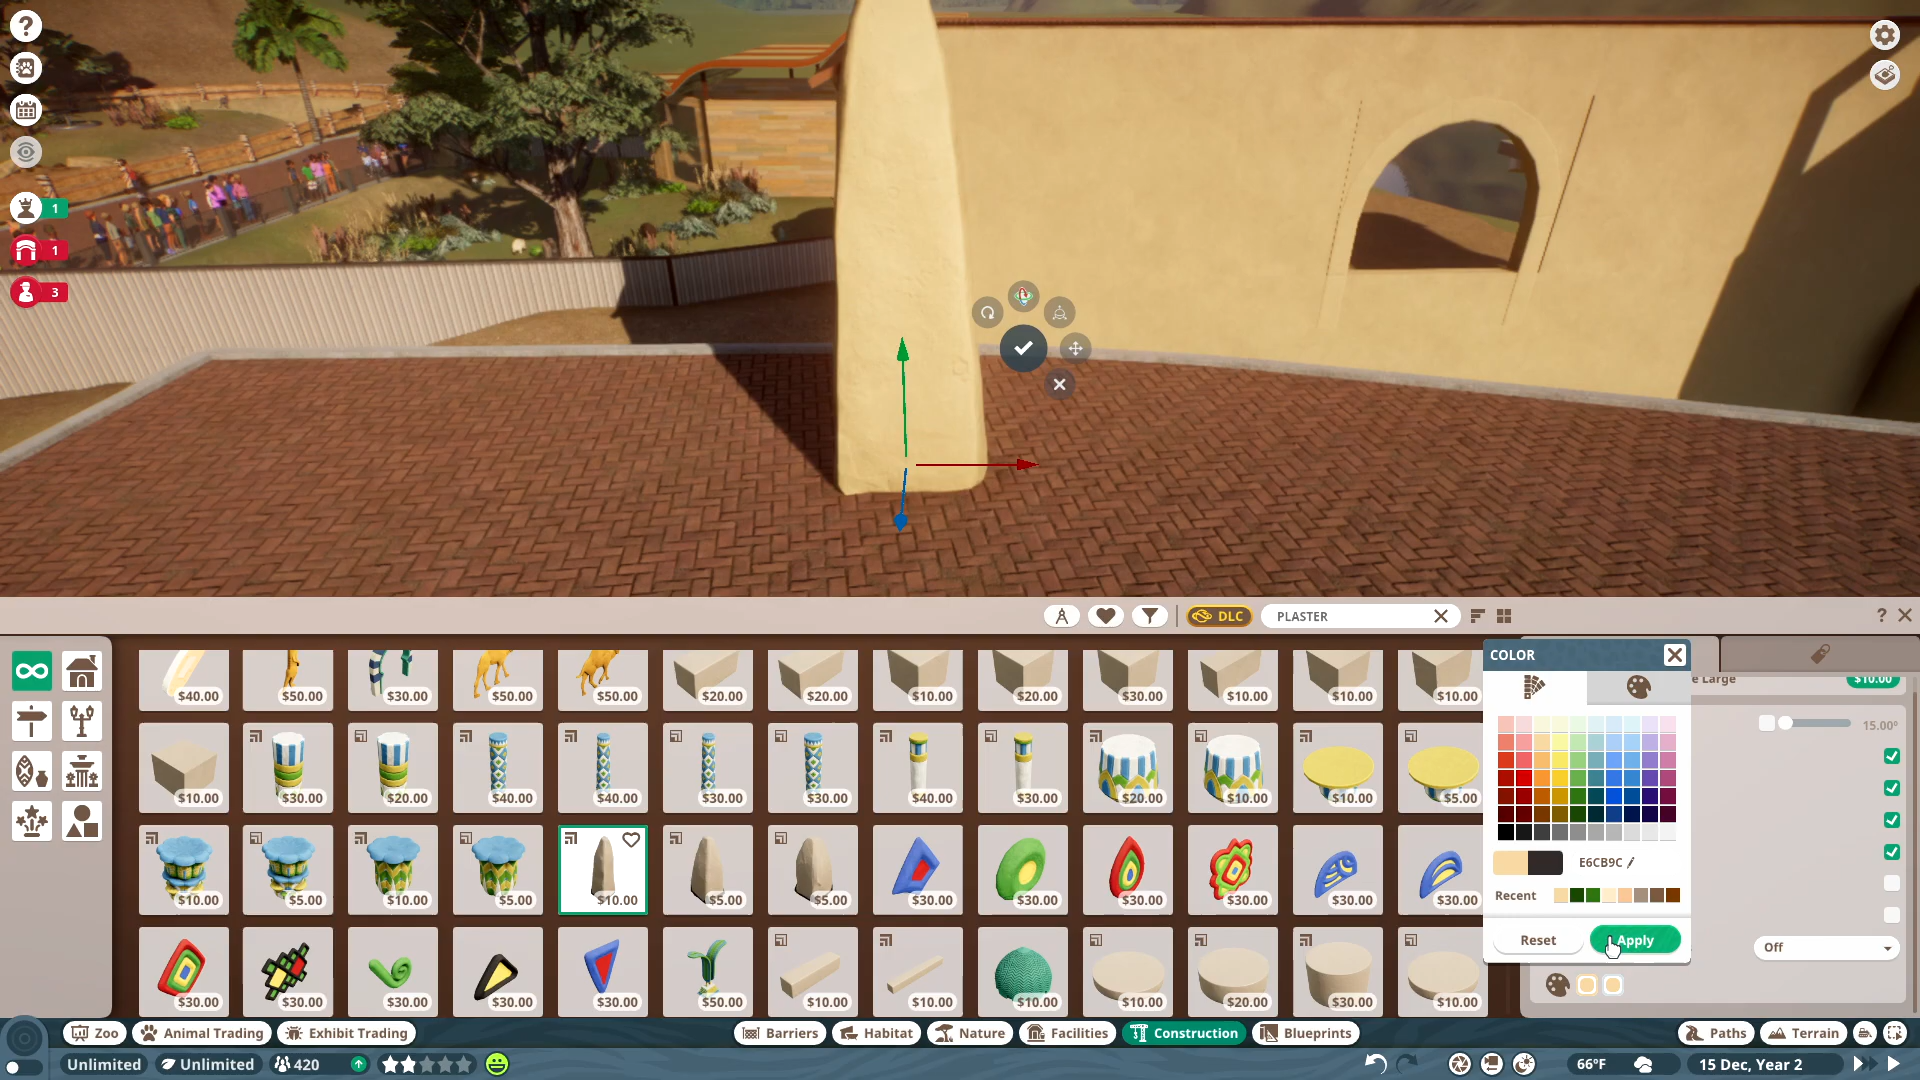 ?
1
1
3
DLC
PLASTER
?
$40.00 $50.00 $30.00 $50.00 $50.00 $20.00 $20.00 $10.00 $20.00 $30.00 $10.00 $10.00 $10.00
$10.00 $30.00 $20.00 $40.00 $40.00 $30.00 $30.00 $40.00 $30.00 $20.00 $10.00 $10.00 $5.00
$10.00 $5.00 $10.00 $5.00 $10.00 $5.00 $5.00 $30.00 $30.00 $30.00 $30.00 $30.00 $30.00
$30.00 $30.00 $30.00 $30.00 $30.00 $50.00 $10.00 $10.00 $10.00 $10.00 $20.00 $30.00 $10.00
COLOR
E6CB9C
Recent
Reset Apply
e Large $10.00
15.00°
Off
Zoo Animal Trading Exhibit Trading Barriers Habitat Nature Facilities Construction Blueprints Paths Terrain
Unlimited Unlimited 420 66°F 15 Dec, Year 2